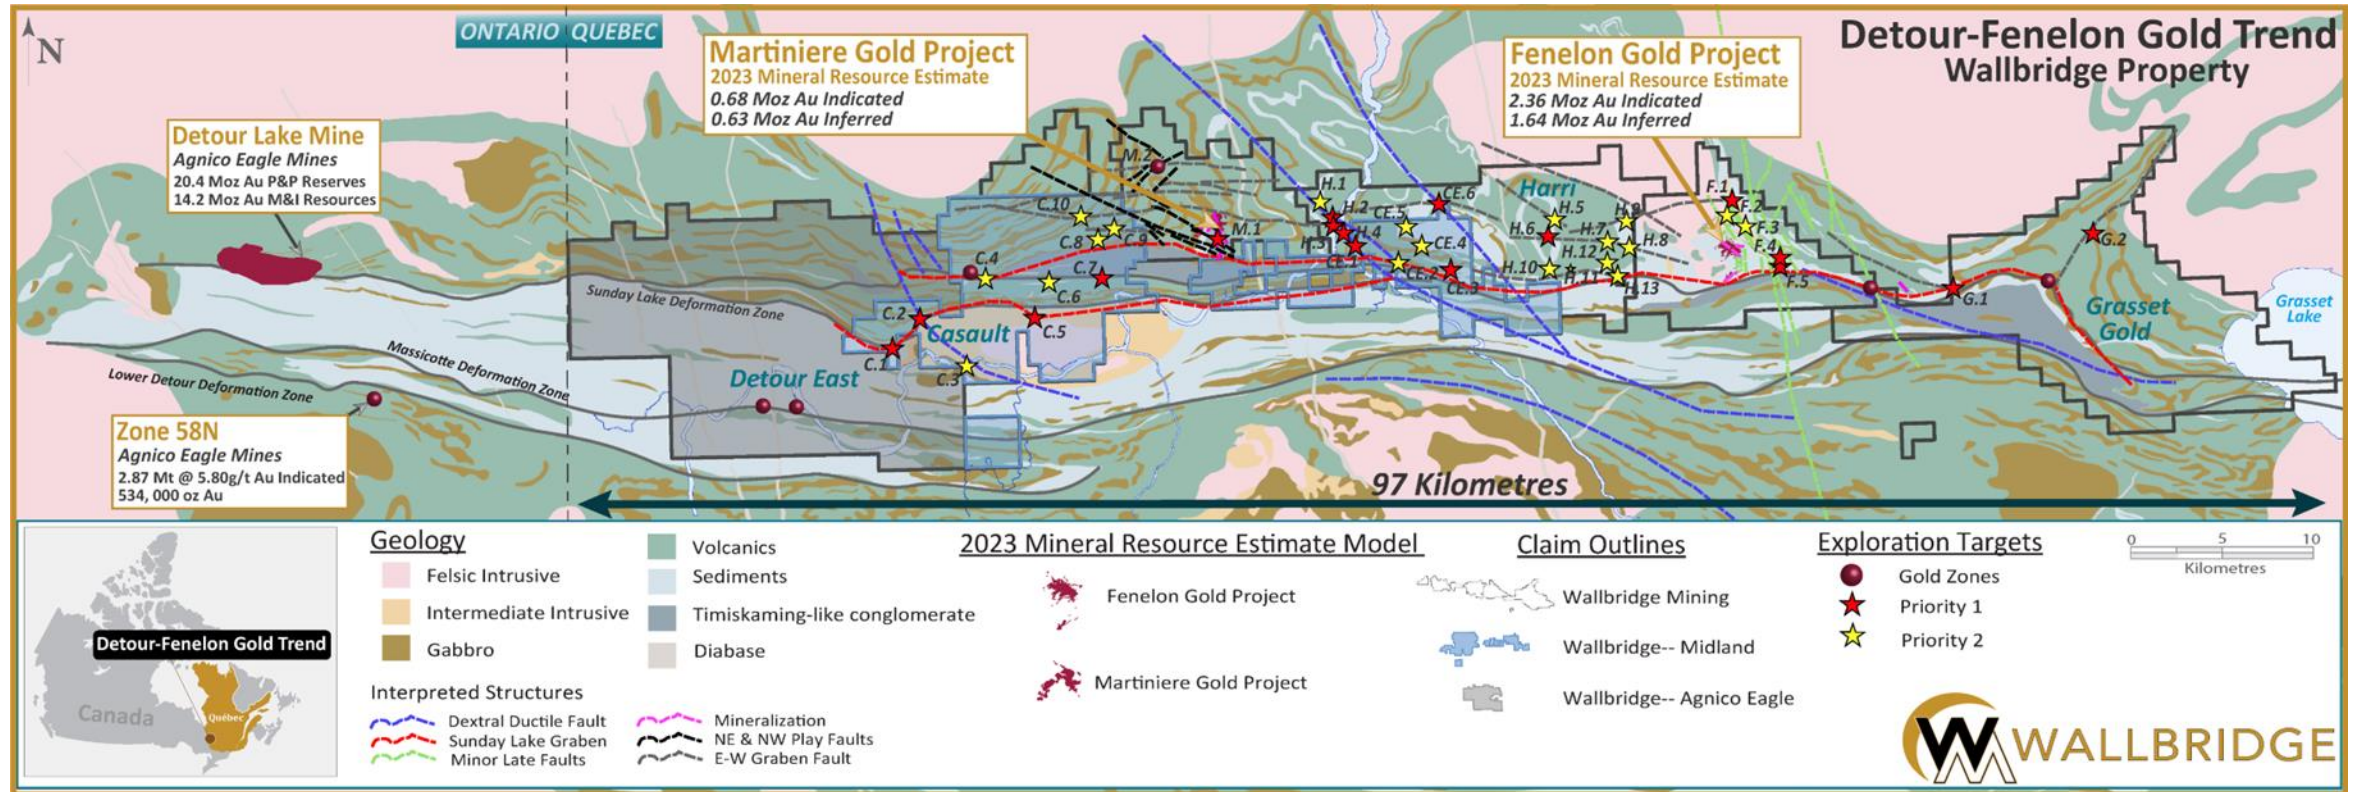 N
ONTARIO QUEBEC
Detour-Fenelon Gold Trend
Wallbridge Property
Martiniere Gold Project
2023 Mineral Resource Estimate
0.68 Moz Au Indicated
0.63 Moz Au Inferred
Fenelon Gold Project
2023 Mineral Resource Estimate
2.36 Moz Au Indicated
1.64 Moz Au Inferred
Detour Lake Mine
Agnico Eagle Mines
20.4 Moz Au P&P Reserves
14.2 Moz Au M&I Resources
Zone 58N
Agnico Eagle Mines
2.87 Mt @ 5.80g/t Au Indicated
534, 000 oz Au
Sunday Lake Deformation Zone
Massicotte Deformation Zone
Lower Detour Deformation Zone
Detour East
Casault
Harri
Grasset
Gold
Grasset
Lake
C.1
C.2
C.3
C.4
C.5
C.6
C.7
C.8
C.9
C.10
M.1
M.2
H.1
H.2
H.3
H.4
CE.1
CE.2
CE.3
CE.4
CE.5
CE.6
H.5
H.6
H.7
H.8
H.9
H.10
H.11
H.12
H.13
F.1
F.2
F.3
F.4
F.5
G.1
G.2
97 Kilometres
Detour-Fenelon Gold Trend
Canada
Québec
Geology
Felsic Intrusive
Intermediate Intrusive
Gabbro
Volcanics
Sediments
Timiskaming-like conglomerate
Diabase
Interpreted Structures
Dextral Ductile Fault
Sunday Lake Graben
Minor Late Faults
Mineralization
NE & NW Play Faults
E-W Graben Fault
2023 Mineral Resource Estimate Model
Fenelon Gold Project
Martiniere Gold Project
Claim Outlines
Wallbridge Mining
Wallbridge-- Midland
Wallbridge-- Agnico Eagle
Exploration Targets
Gold Zones
Priority 1
Priority 2
0 5 10
Kilometres
WALLBRIDGE